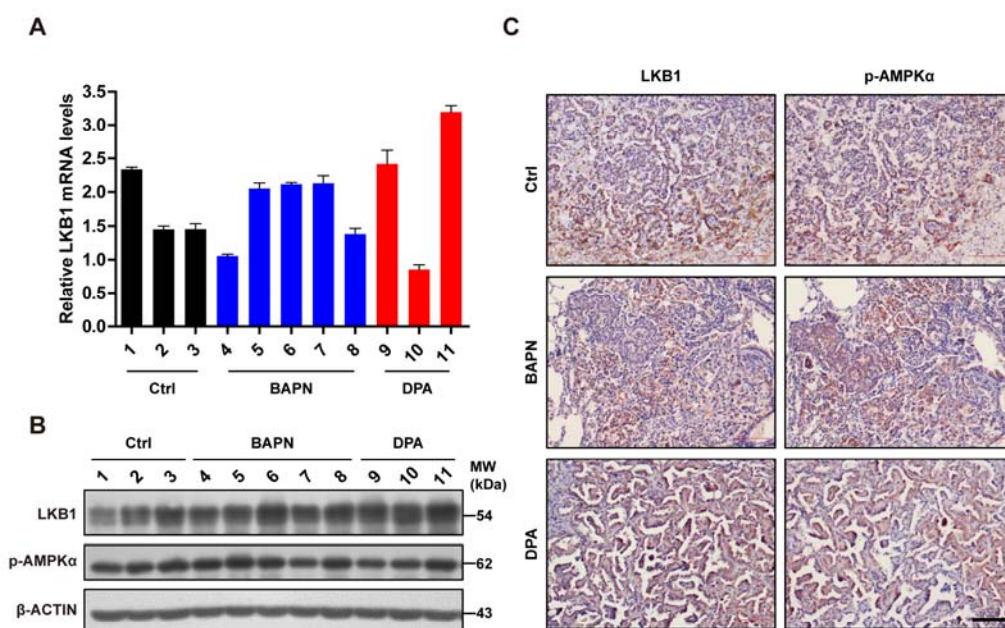 A
Relative LKB1 mRNA levels
3.5
3.0
2.5
2.0
1.5
1.0
0.5
0.0
1 2 3 4 5 6 7 8 9 10 11
Ctrl BAPN DPA
B
Ctrl BAPN DPA
MW
(kDa)
1 2 3 4 5 6 7 8 9 10 11
LKB1 54
p-AMPKα 62
β-ACTIN 43
C
LKB1 p-AMPKα
Ctrl
BAPN
DPA